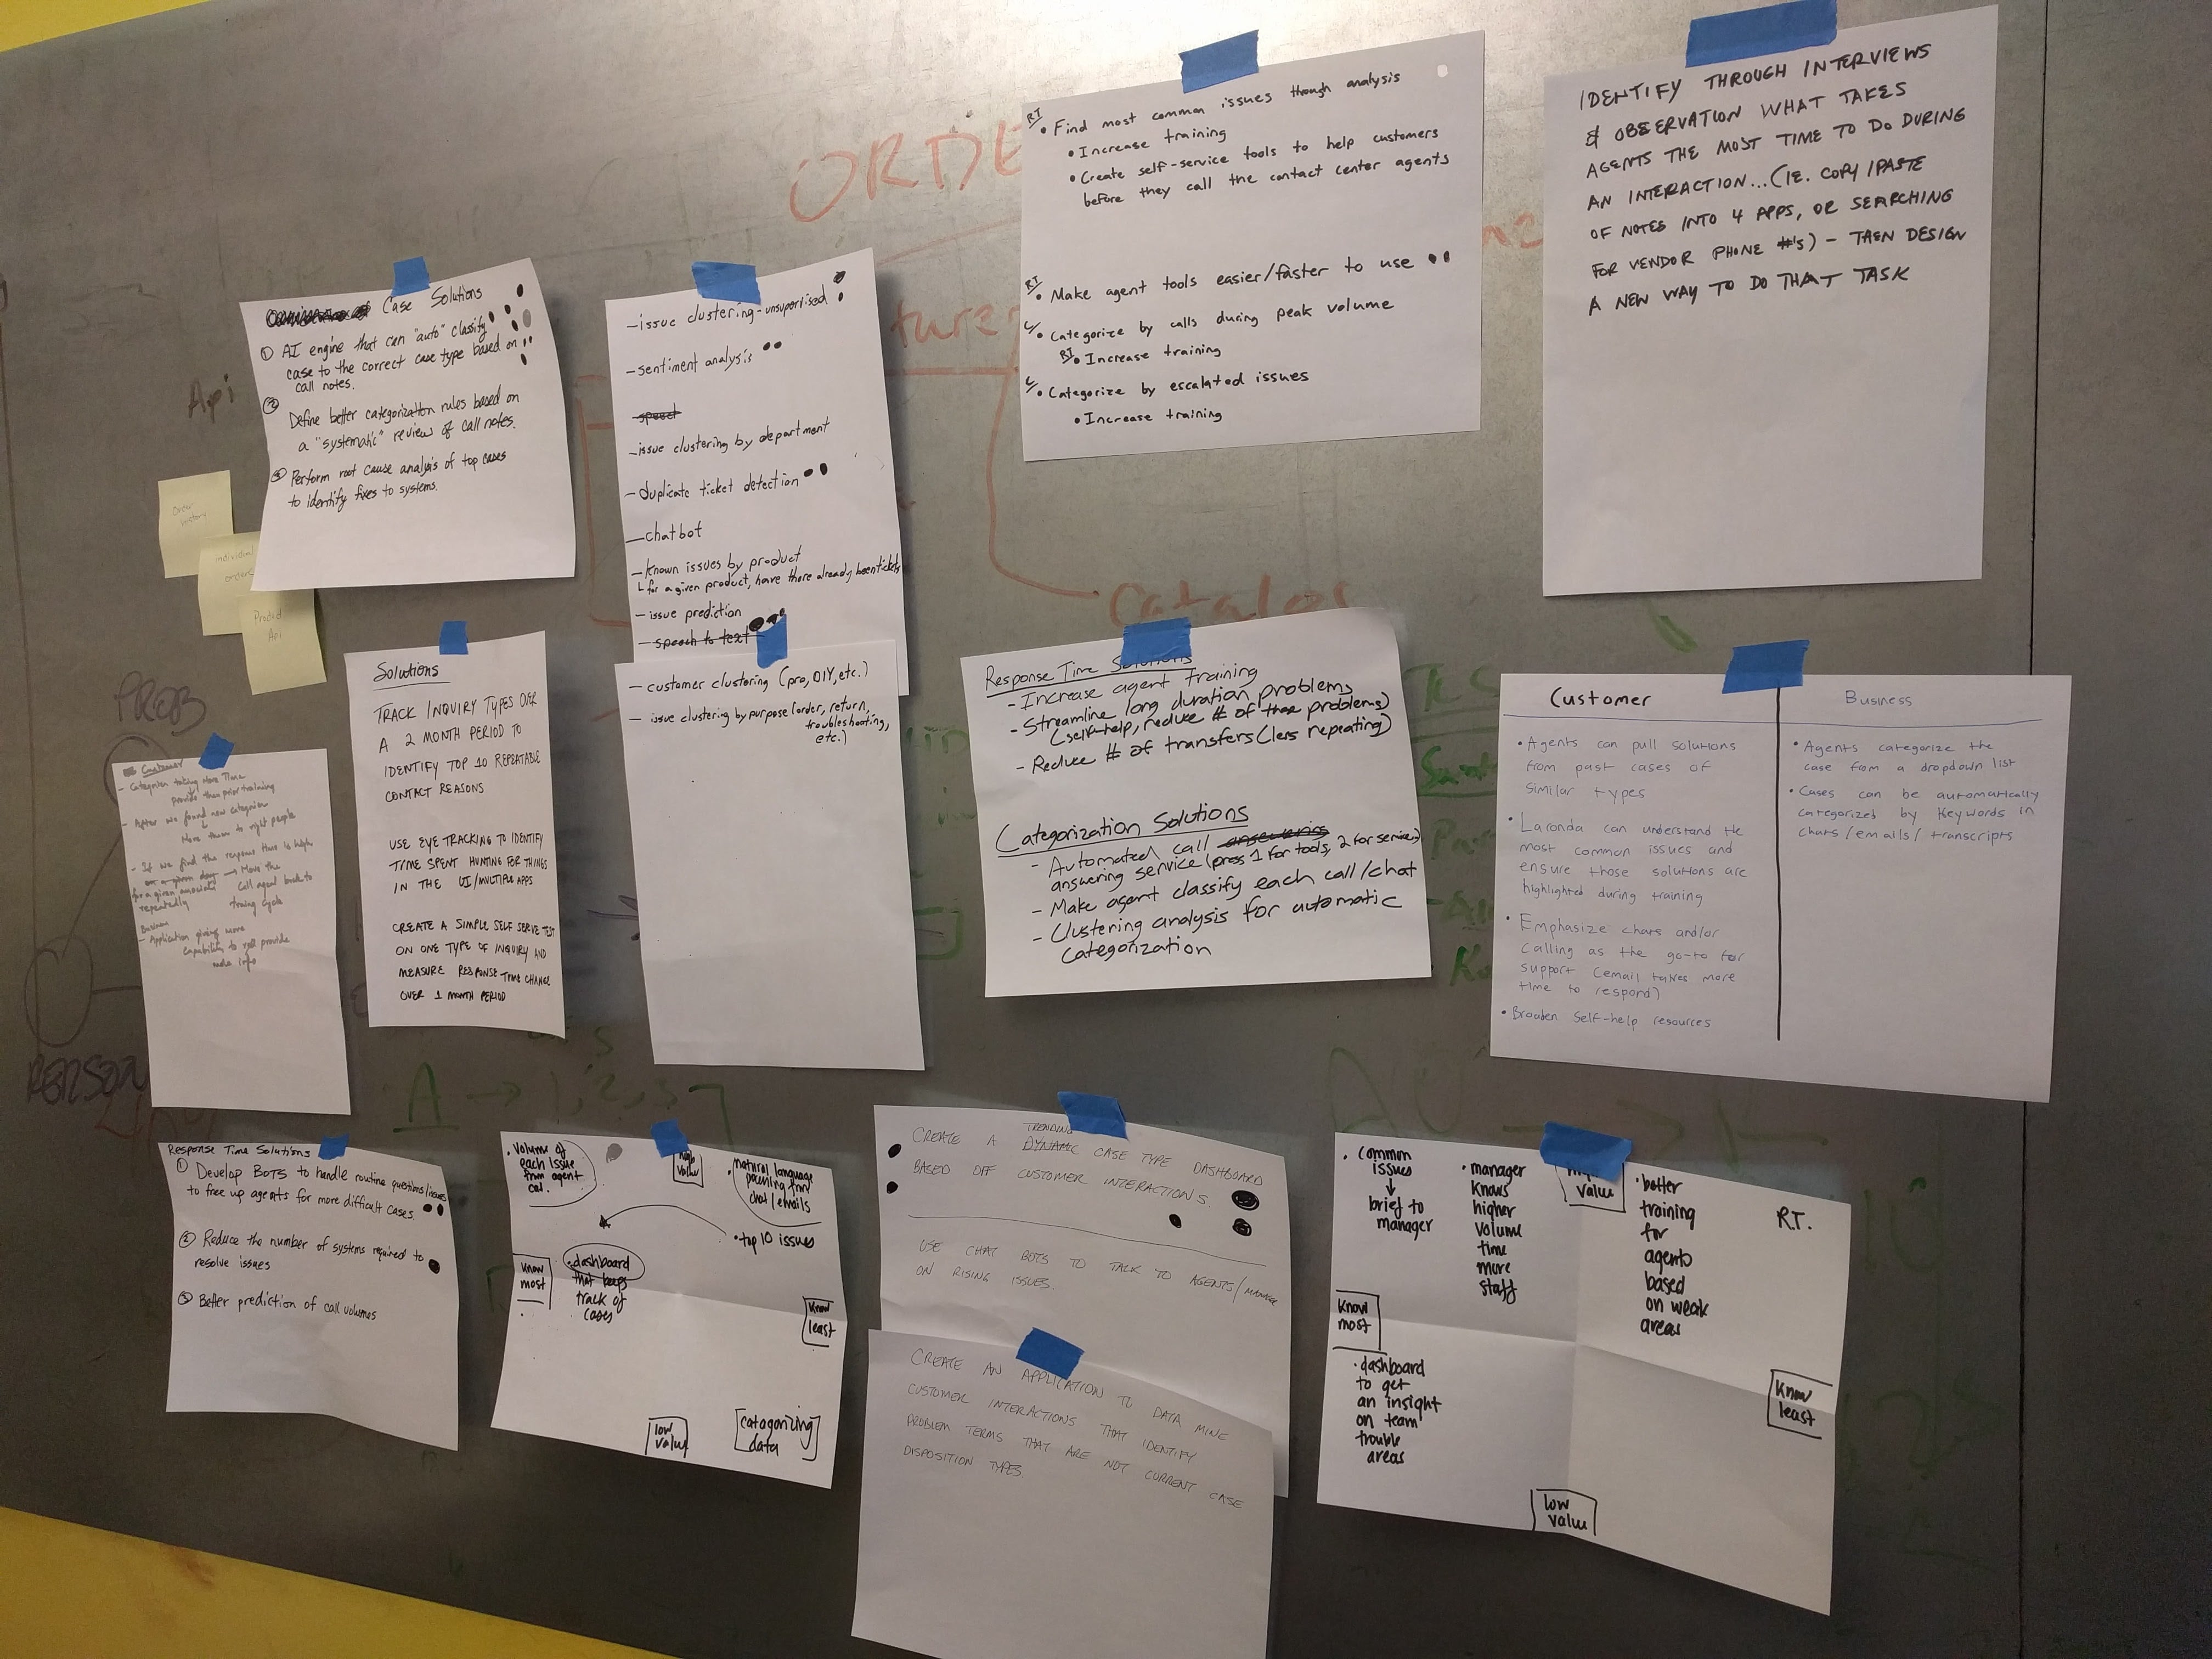 ORDE
Api
Catalog
PROB
PERSON
A → 1, 2, 3
Order
History
individual
orders
Product
Api
Case Solutions
① AI engine that can "auto" classify
case to the correct case type based on
call notes.
② Define better categorization rules based on
a "systematic" review of call notes.
③ Perform root cause analysis of top cases
to identify fixes to systems.
- issue clustering - unsupervised
- sentiment analysis
- speech
- issue clustering by department
- duplicate ticket detection
- chatbot
- Known issues by product
└ for a given product, have there already been tickets
- issue prediction
- speech to text
- customer clustering (pro, DIY, etc.)
- issue clustering by purpose (order, return,
troubleshooting,
etc.)
RT
• Find most common issues through analysis
• Increase training
• Create self-service tools to help customers
before they call the contact center agents
RT
• Make agent tools easier/faster to use
C/
• Categorize by calls during peak volume
RT
• Increase training
C/
• Categorize by escalated issues
• Increase training
IDENTIFY THROUGH INTERVIEWS
& OBSERVATION WHAT TAKES
AGENTS THE MOST TIME TO DO DURING
AN INTERACTION...(IE. COPY/PASTE
OF NOTES INTO 4 APPS, OR SEARCHING
FOR VENDOR PHONE #'S) - THEN DESIGN
A NEW WAY TO DO THAT TASK
Customer
- Categories taking More Time
provide them prior training
- After we found new categories
Move them to right people
- If we find the response time is high
on a given day → Move the
for a given associate call agent back to
repeatedly training cycle
Business
- Application giving more
capability to provide
more info
Solutions
TRACK INQUIRY TYPES OVER
A 2 MONTH PERIOD TO
IDENTIFY TOP 10 REPEATABLE
CONTACT REASONS
USE EYE TRACKING TO IDENTIFY
TIME SPENT HUNTING FOR THINGS
IN THE UI/MULTIPLE APPS
CREATE A SIMPLE SELF SERVE TEST
ON ONE TYPE OF INQUIRY AND
MEASURE RESPONSE TIME CHANGE
OVER 1 MONTH PERIOD
Response Time Solutions
- Increase agent training
- Streamline long duration problems
(self-help, reduce # of problems)
- Reduce # of transfers (less repeating)
Categorization Solutions
- Automated call answering
answering service (press 1 for tools, 2 for services)
- Make agent classify each call/chat
- Clustering analysis for automatic
Categorization
Customer
• Agents can pull solutions
from past cases of
similar types
• Laronda can understand the
most common issues and
ensure those solutions are
highlighted during training
• Emphasize chats and/or
calling as the go-to for
support (email takes more
time to respond)
• Broaden self-help resources
Business
• Agents categorize the
case from a dropdown list
• Cases can be automatically
categorized by keywords in
chats/emails/transcripts
Response Time Solutions
① Develop BOTS to handle routine questions/issues
to free up agents for more difficult cases.
② Reduce the number of systems required to
resolve issues
③ Better prediction of call volumes
• Volume of
each issue
from agent
cat.
high
value
• natural language
parsing from
chat/emails
• top 10 issues
know
most
• dashboard
that keeps
track of
cases
know
least
low
value
[catagorizing
data]
CREATE A TRENDING DYNAMIC CASE TYPE DASHBOARD
BASED OFF CUSTOMER INTERACTIONS.
USE CHAT BOTS TO TALK TO AGENTS/MANAGE
ON RISING ISSUES.
CREATE AN APPLICATION TO DATA MINE
CUSTOMER INTERACTIONS THAT IDENTIFY
PROBLEM TERMS THAT ARE NOT CURRENT CASE
DISPOSITION TYPES.
• common
issues
↓
brief to
manager
• manager
knows
higher
volume
time
more
staff
value
• better
training
for
agents
based
on weak
areas
R.T.
know
most
• dashboard
to get
an insight
on team
trouble
areas
know
least
low
value